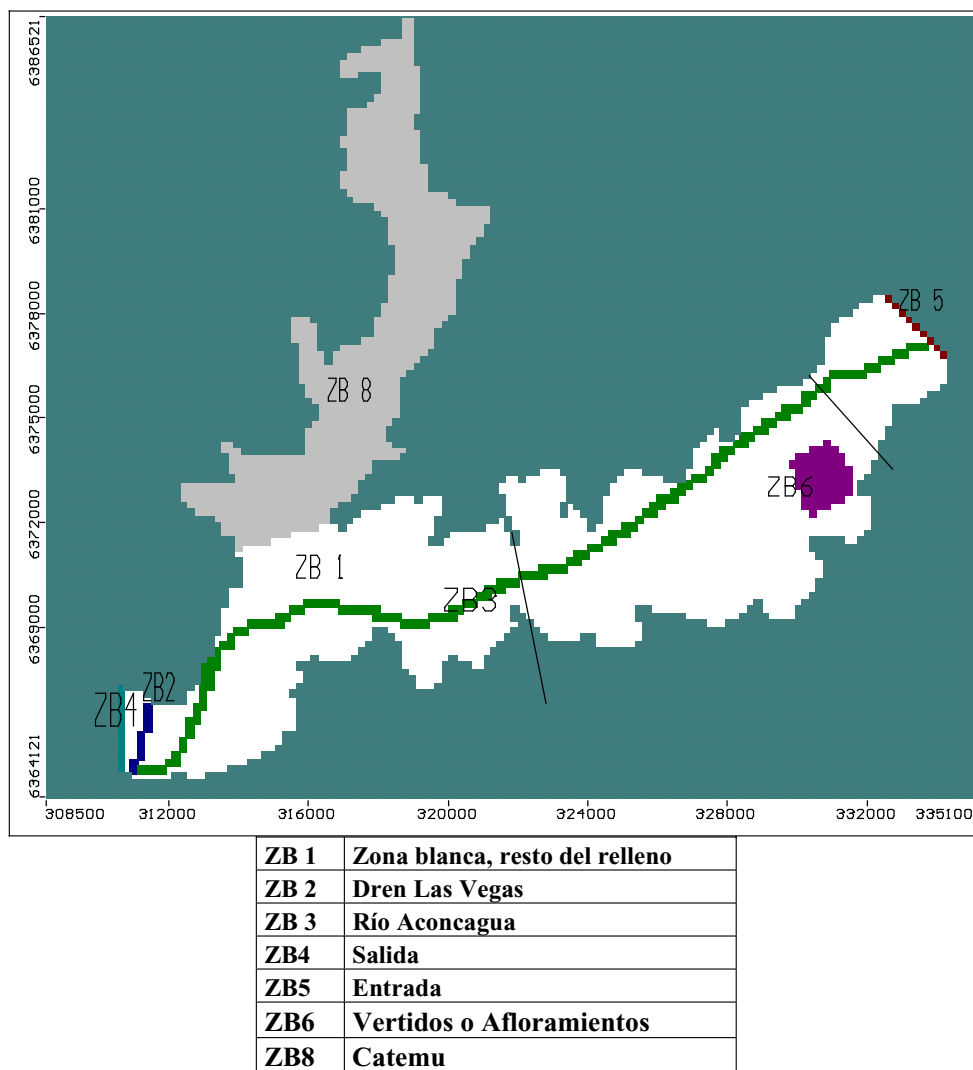 6386521
6381000
6378000
6375000
6372000
6369000
6364121
ZB 5
ZB 8
ZB6
ZB 1
ZB3
ZB2
ZB4
308500 312000 316000 320000 324000 328000 332000 335100
ZB 1 Zona blanca, resto del relleno
ZB 2 Dren Las Vegas
ZB 3 Río Aconcagua
ZB4 Salida
ZB5 Entrada
ZB6 Vertidos o Afloramientos
ZB8 Catemu